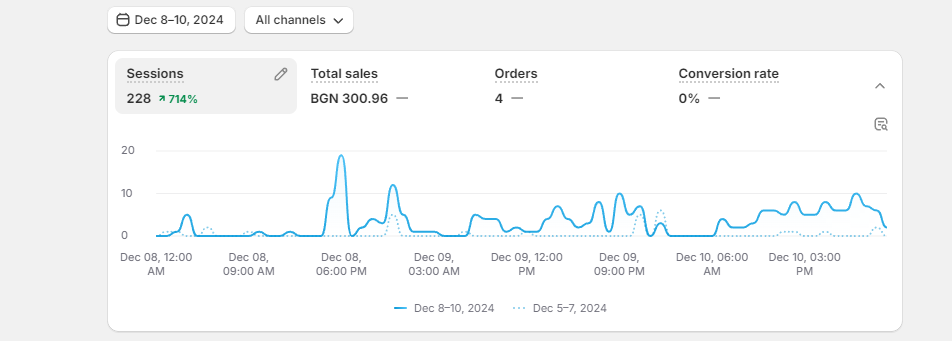 Dec 8–10, 2024 All channels
Sessions Total sales Orders Conversion rate
228 714% BGN 300.96 — 4 — 0% —
20
10
0
Dec 08, 12:00 Dec 08, Dec 08, Dec 09, Dec 09, 12:00 Dec 09, Dec 10, 06:00 Dec 10, 03:00
AM 09:00 AM 06:00 PM 03:00 AM PM 09:00 PM AM PM
Dec 8–10, 2024 Dec 5–7, 2024